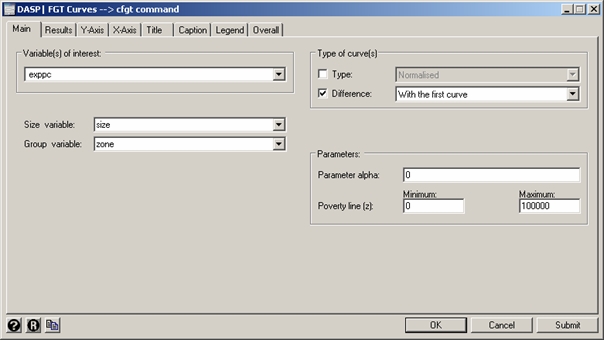 DASP| FGT Curves --> cfgt command
Main Results Y-Axis X-Axis Title Caption Legend Overall
Variable(s) of interest:
exppc
Size variable: size
Group variable: zone
Type of curve(s)
Type: Normalised
Difference: With the first curve
Parameters:
Parameter alpha: 0
Minimum: Maximum:
Poverty line (z): 0 100000
? R OK Cancel Submit